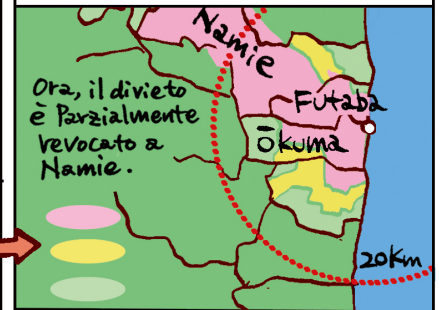 Namie
Ora, il divieto
è Parzialmente
revocato a
Namie.
Futaba
Ōkuma
20Km